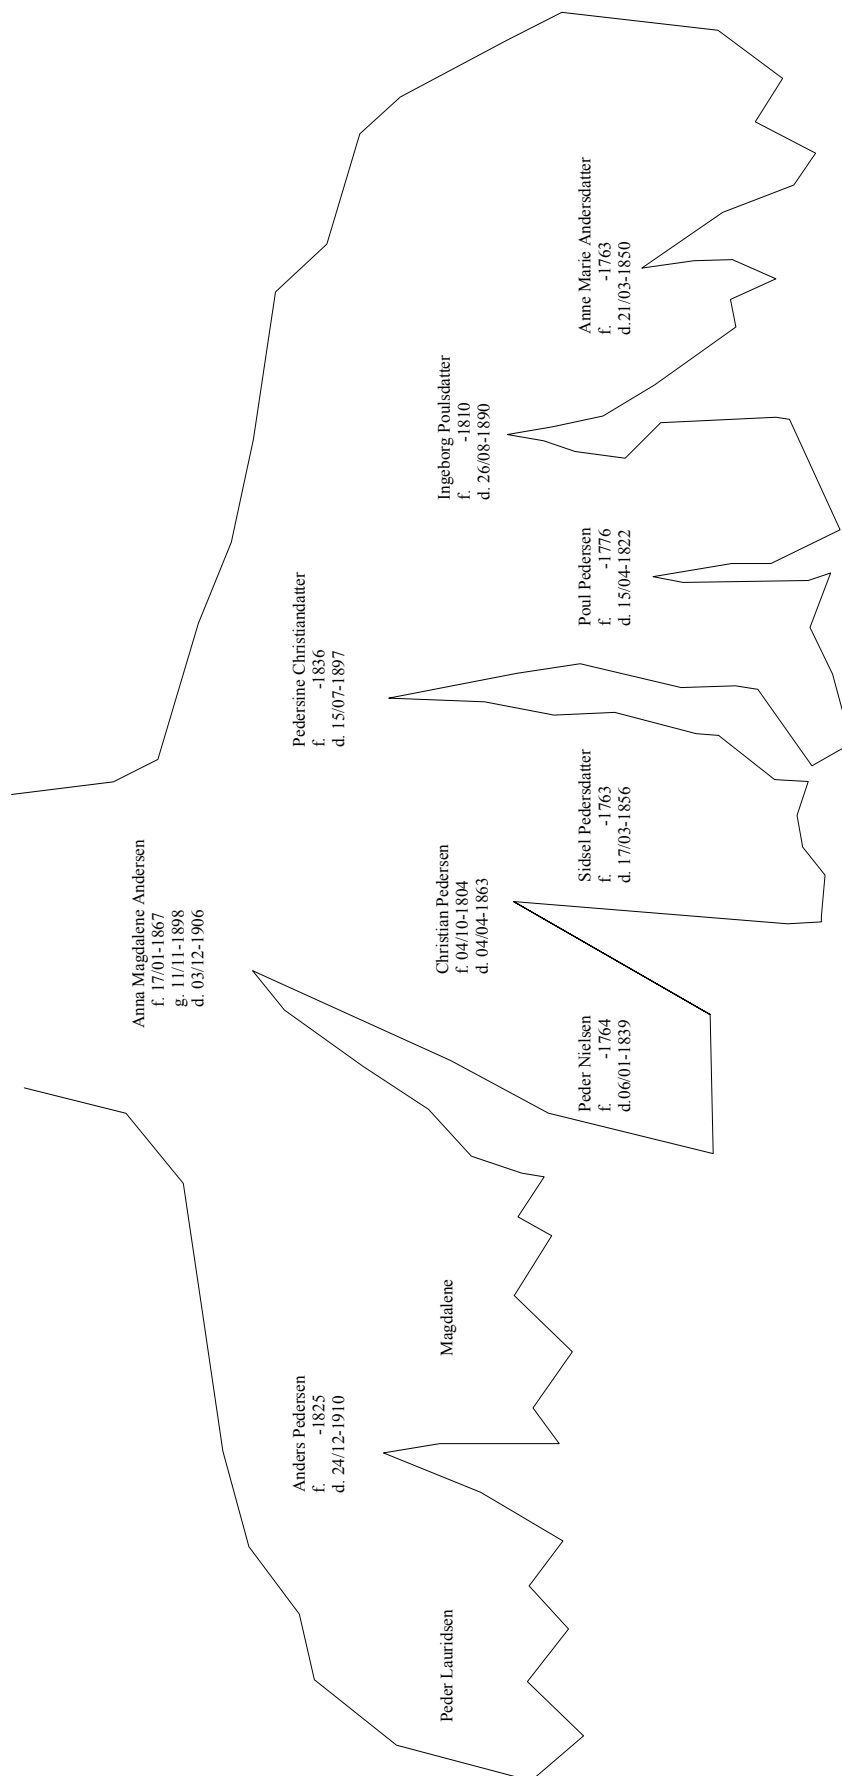 Anna Magdalene Andersen
f. 17/01-1867
g. 11/11-1898
d. 03/12-1906
Anders Pedersen
f. -1825
d. 24/12-1910
Pedersine Christiandatter
f. -1836
d. 15/07-1897
Peder Lauridsen
Magdalene
Christian Pedersen
f. 04/10-1804
d. 04/04-1863
Ingeborg Poulsdatter
f. -1810
d. 26/08-1890
Peder Nielsen
f. -1764
d.06/01-1839
Sidsel Pedersdatter
f. -1763
d. 17/03-1856
Poul Pedersen
f. -1776
d. 15/04-1822
Anne Marie Andersdatter
f. -1763
d.21/03-1850